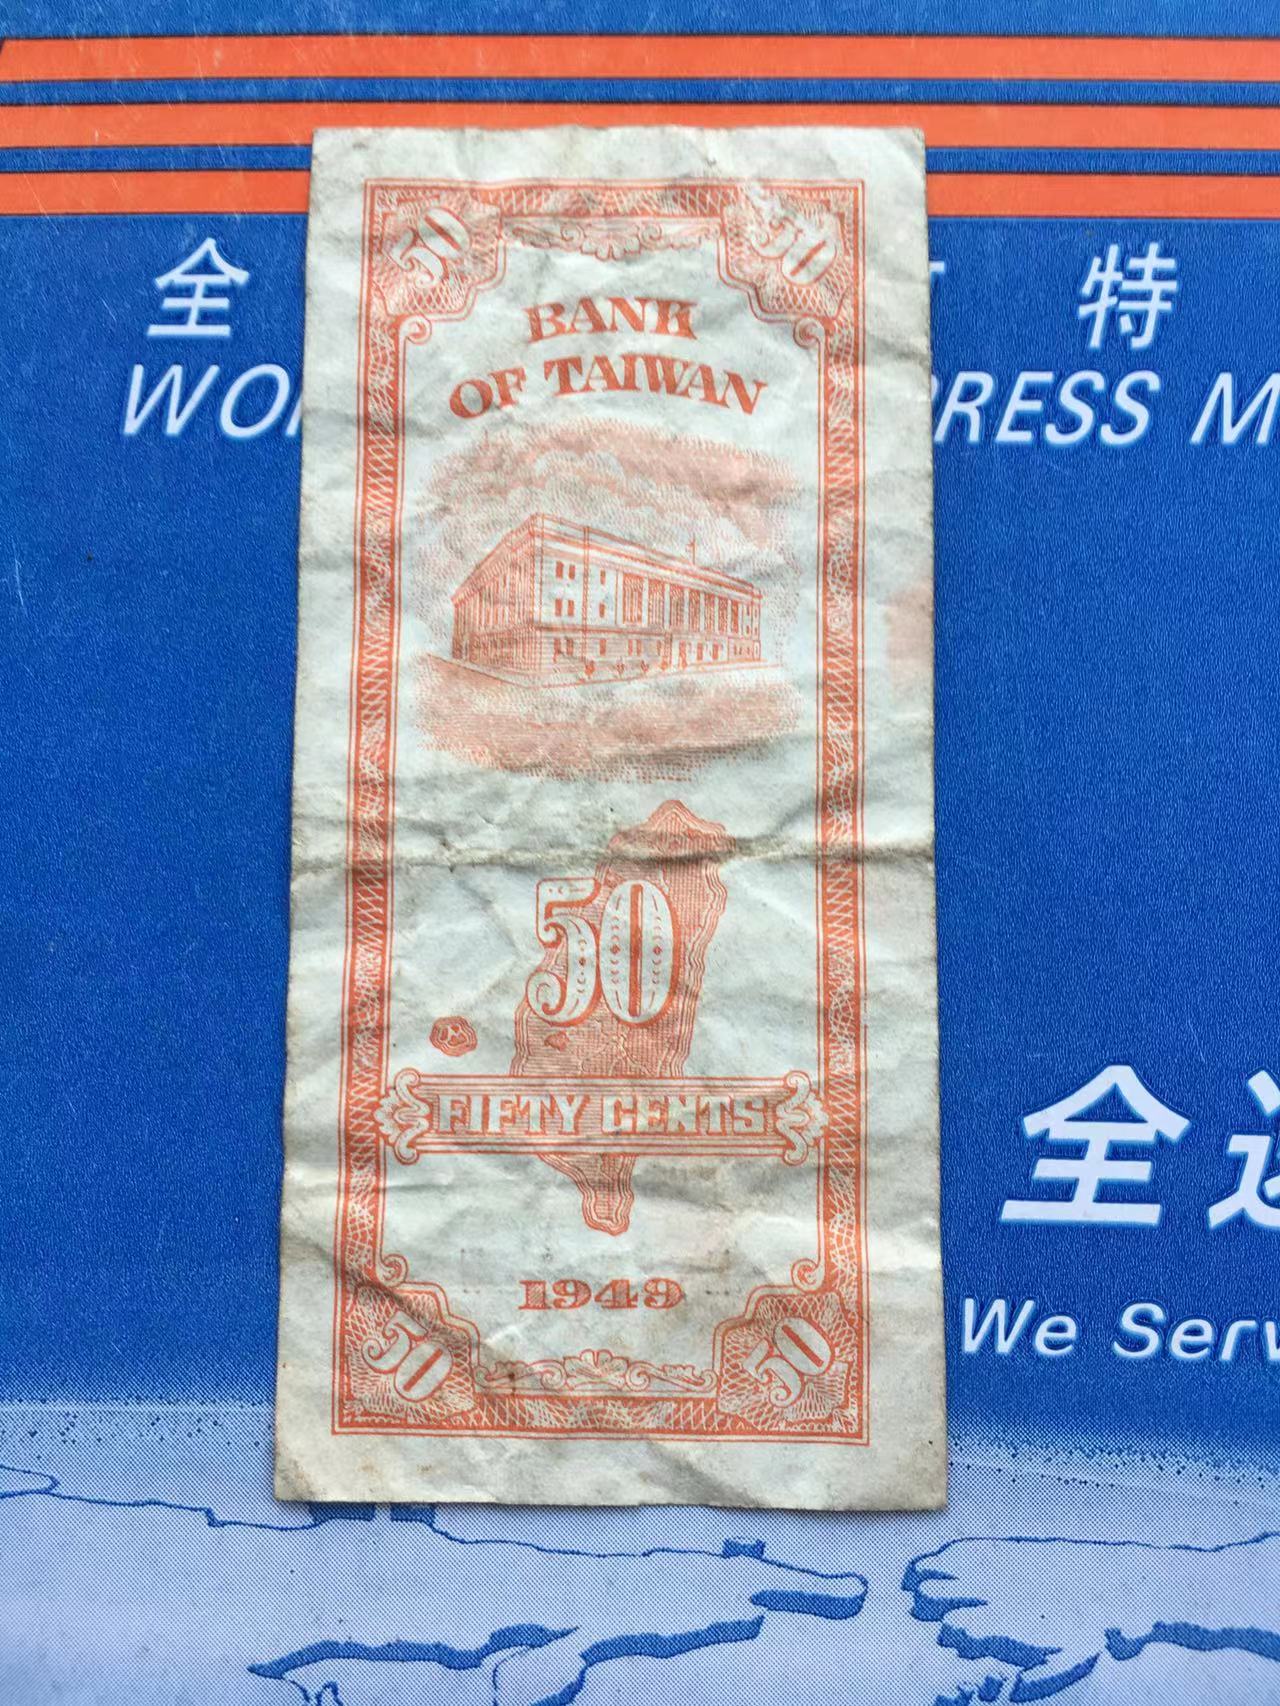 50 50
BANK
OF TAIWAN
50
FIFTY CENTS
1949
50 50
全 特
WO RESS M
全
We Serv